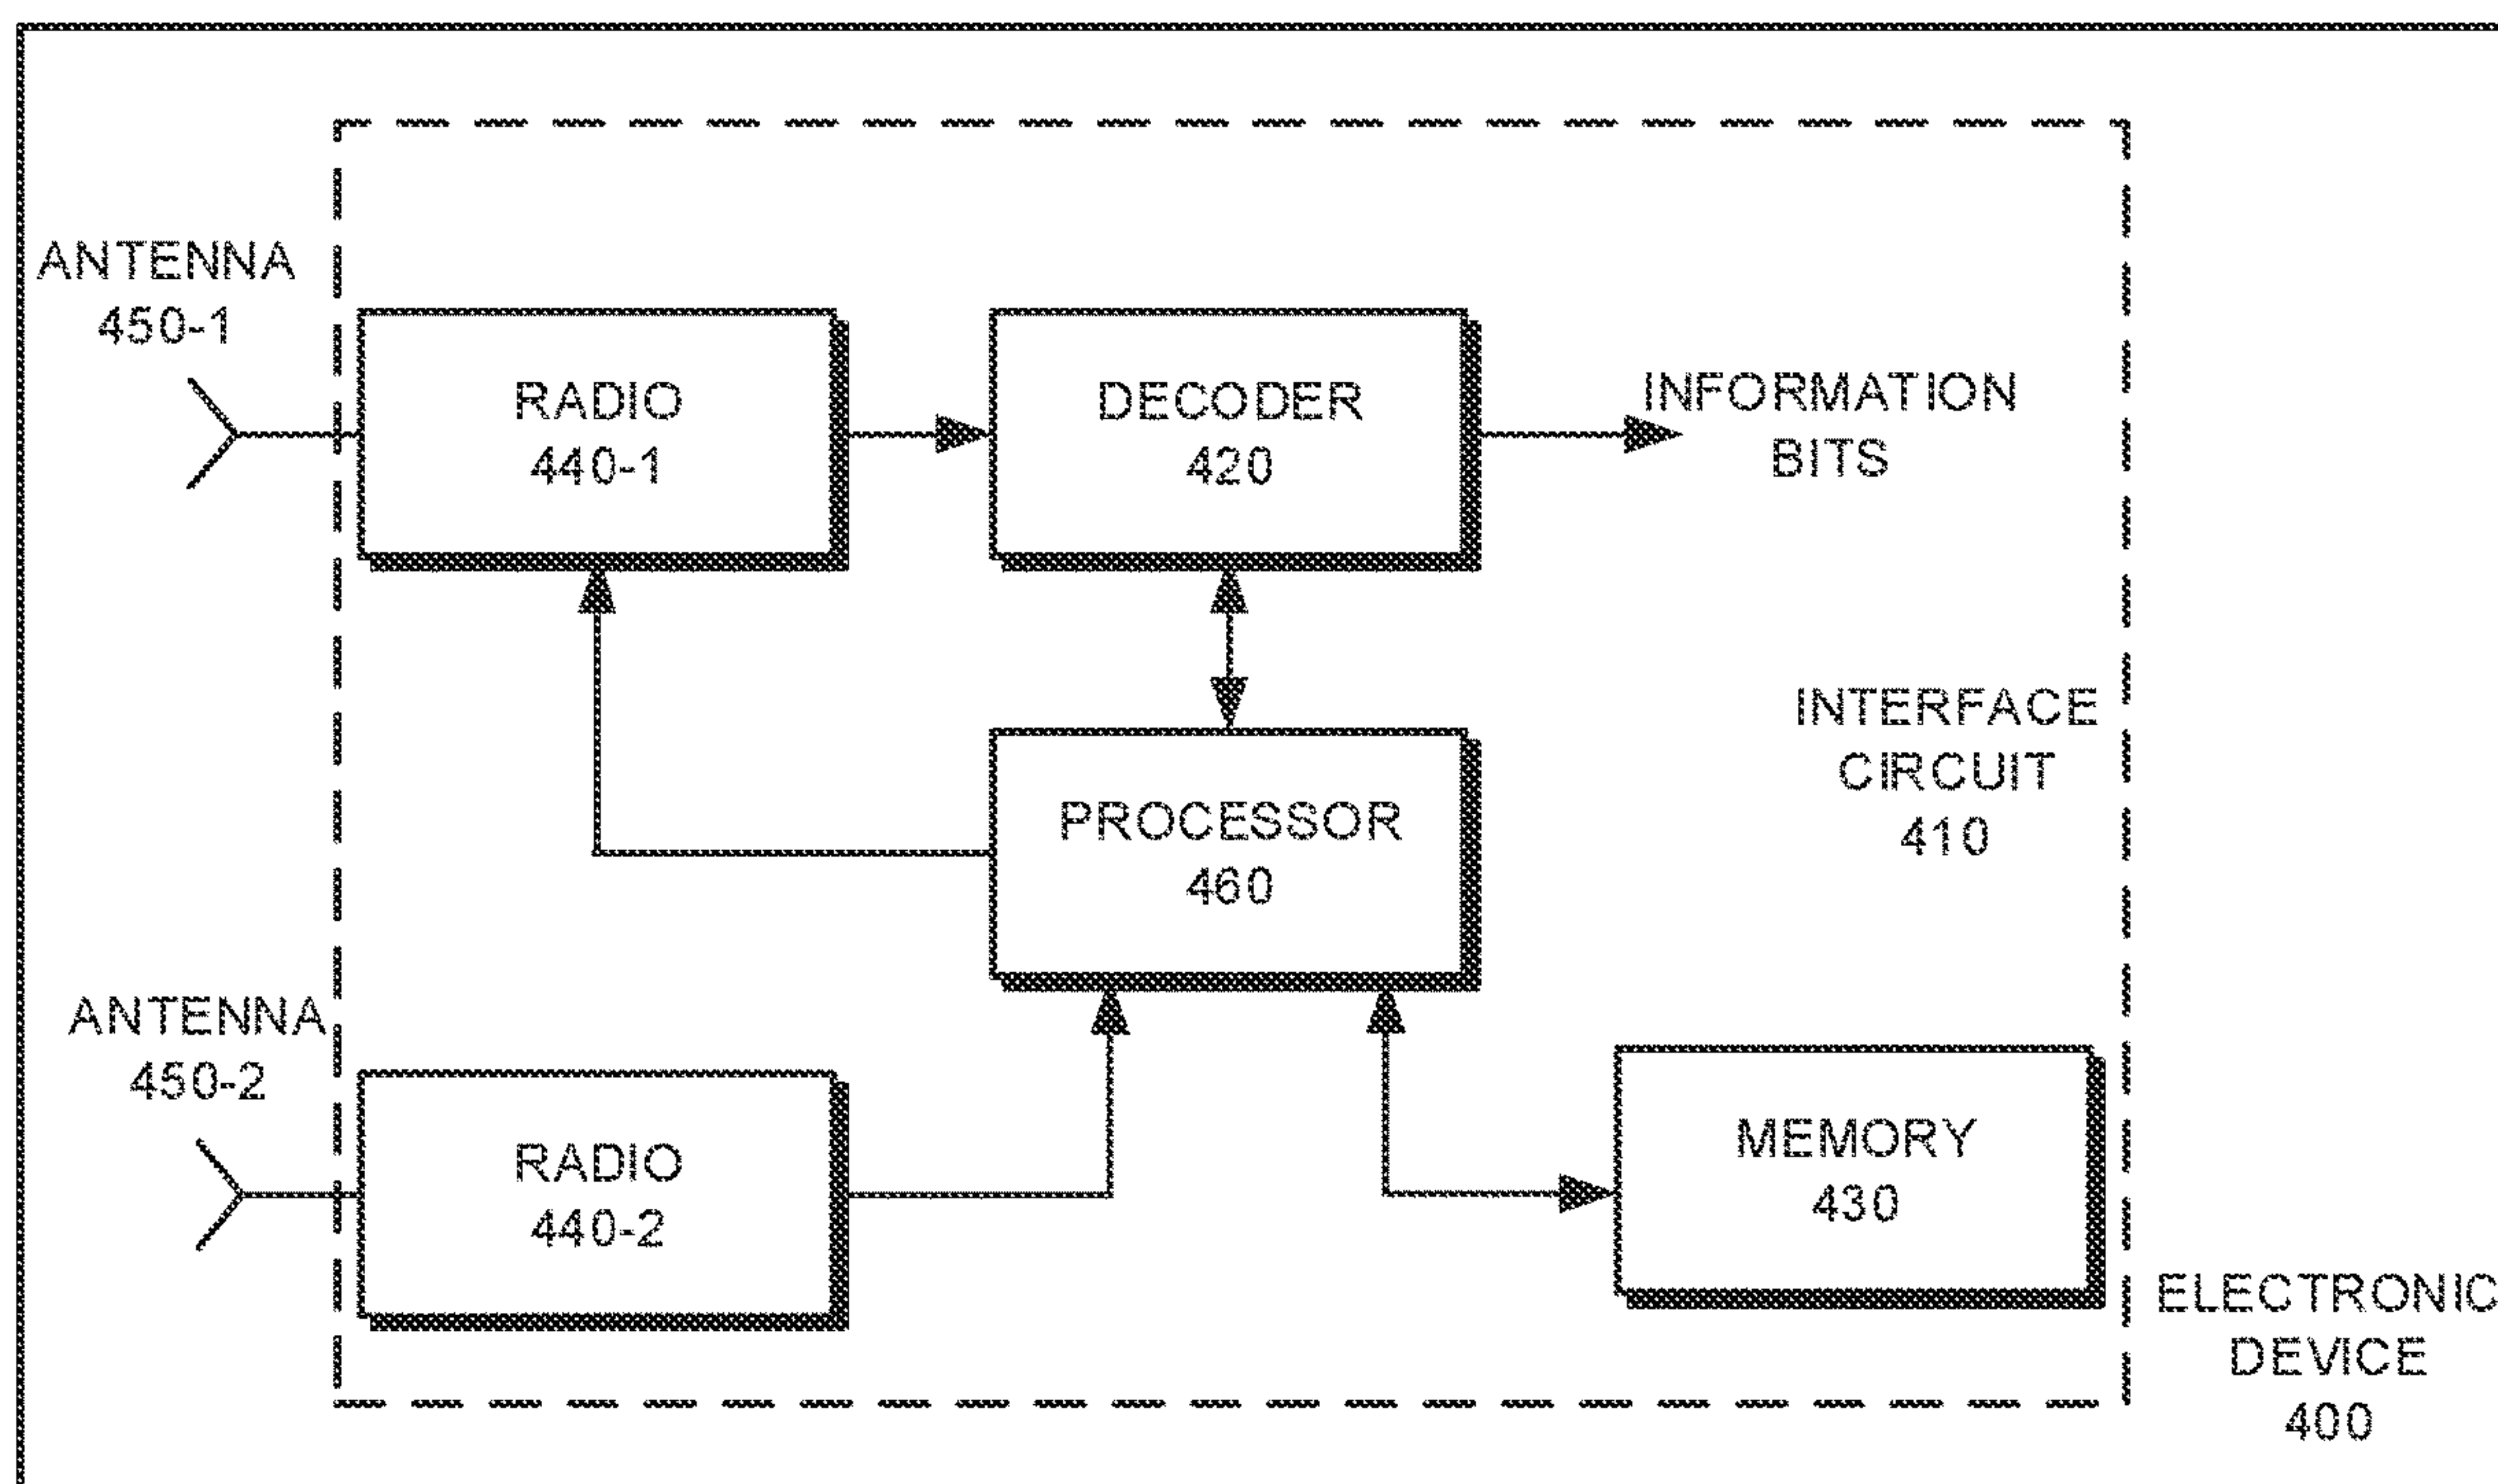 ANTENNA
450-1
RADIO
440-1
DECODER
420
INFORMATION
BITS
INTERFACE
CIRCUIT
410
PROCESSOR
460
ANTENNA
450-2
RADIO
440-2
MEMORY
430
ELECTRONIC
DEVICE
400